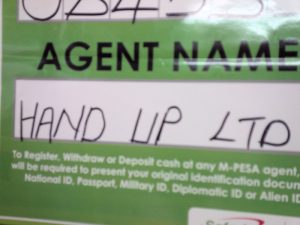 AGENT NAME
HAND UP LTD
To Register, Withdraw or Deposit cash at any M-PESA agent,
will be required to present your original identification docum
National ID, Passport, Military ID, Diplomatic ID or Alien ID